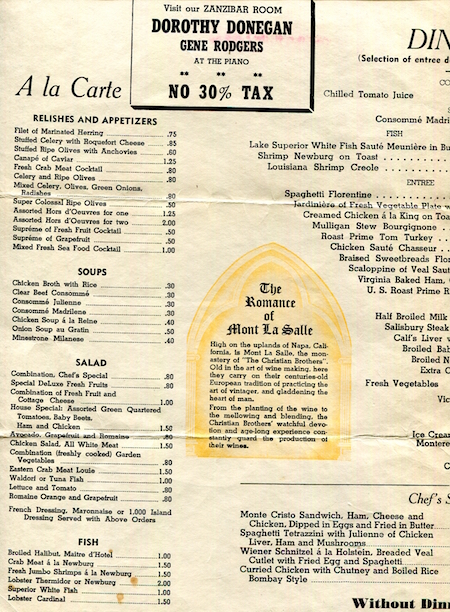 Visit our ZANZIBAR ROOM
DOROTHY DONEGAN
GENE RODGERS
AT THE PIANO
** ** **
NO 30% TAX
A la Carte
RELISHES AND APPETIZERS
Filet of Marinated Herring .75
Stuffed Celery with Roquefort Cheese .85
Stuffed Ripe Olives with Anchovies .60
Canapé of Caviar 1.25
Fresh Crab Meat Cocktail .80
Celery and Ripe Olives .80
Mixed Celery, Olives, Green Onions,
Radishes .80
Super Colossal Ripe Olives .50
Assorted Hors d'Oeuvres for one 1.25
Assorted Hors d'Oeuvres for two 2.00
Supréme of Fresh Fruit Cocktail .50
Supréme of Grapefruit .50
Mixed Fresh Sea Food Cocktail 1.00
SOUPS
Chicken Broth with Rice .30
Clear Beef Consommé .30
Consommé Julienne .30
Consommé Madrilene .30
Chicken Soup á la Reine .40
Onion Soup au Gratin .50
Minestrone Milanese .40
SALAD
Combination, Chef's Special .80
Special DeLuxe Fresh Fruits .80
Combination of Fresh Fruit and
Cottage Cheese 1.00
House Special: Assorted Green Quartered
Tomatoes, Baby Beets,
Ham and Chicken 1.50
Avocado, Grapefruit and Romaine .80
Chicken Salad, All White Meat 1.50
Combination (freshly cooked) Garden
Vegetables .80
Eastern Crab Meat Louie 1.50
Waldorf or Tuna Fish 1.00
Lettuce and Tomato .80
Romaine Orange and Grapefruit .80
French Dressing, Mayonnaise or 1,000 Island
Dressing Served with Above Orders
FISH
Broiled Halibut, Maitre d'Hotel 1.00
Crab Meat á la Newburg 1.50
Fresh Jumbo Shrimps á la Newburg 1.50
Lobster Thermidor or Newburg 2.00
Superior White Fish 1.00
Lobster Cardinal 1.50
The
Romance
of
Mont La Salle
High on the uplands of Napa, Cali-
fornia, is Mont La Salle, the mon-
astery of "The Christian Brothers".
Old in the art of wine making, here
they carry on their centuries-old
European tradition of practicing the
art of vintager, and gladdening the
heart of man.
From the planting of the wine to
the mellowing and blending, the
Christian Brothers' watchful devo-
tion and age-long experience con-
stantly guard the production of
their wines.
DIN
(Selection of entree d
CO
Chilled Tomato Juice
S
Consommé Madri
FISH
Lake Superior White Fish Sauté Meunière in Bu
Shrimp Newburg on Toast
Louisiana Shrimp Creole
ENTREE
Spaghetti Florentine
Jardinière of Fresh Vegetable Plate w
Creamed Chicken á la King on Toa
Mulligan Stew Bourgignone
Roast Prime Tom Turkey
Chicken Sauté Chasseur
Braised Sweetbreads Flor
Scaloppine of Veal Saut
Virginia Baked Ham,
U. S. Roast Prime R
Half Broiled Milk
Salisbury Steak
Calf's Liver v
Broiled Bab
Broiled N
Extra C
Fresh Vegetables
Vic
Ice Crea
Montere
C
Chef's S
Monte Cristo Sandwich, Ham, Cheese and
Chicken, Dipped in Eggs and Fried in Butter
Spaghetti Tetrazzini with Julienne of Chicken
Liver, Ham and Mushrooms
Wiener Schnitzel á la Holstein, Breaded Veal
Cutlet with Fried Egg and Spaghetti
Curried Chicken with Chutney and Boiled Rice
Bombay Style
Without Dinn